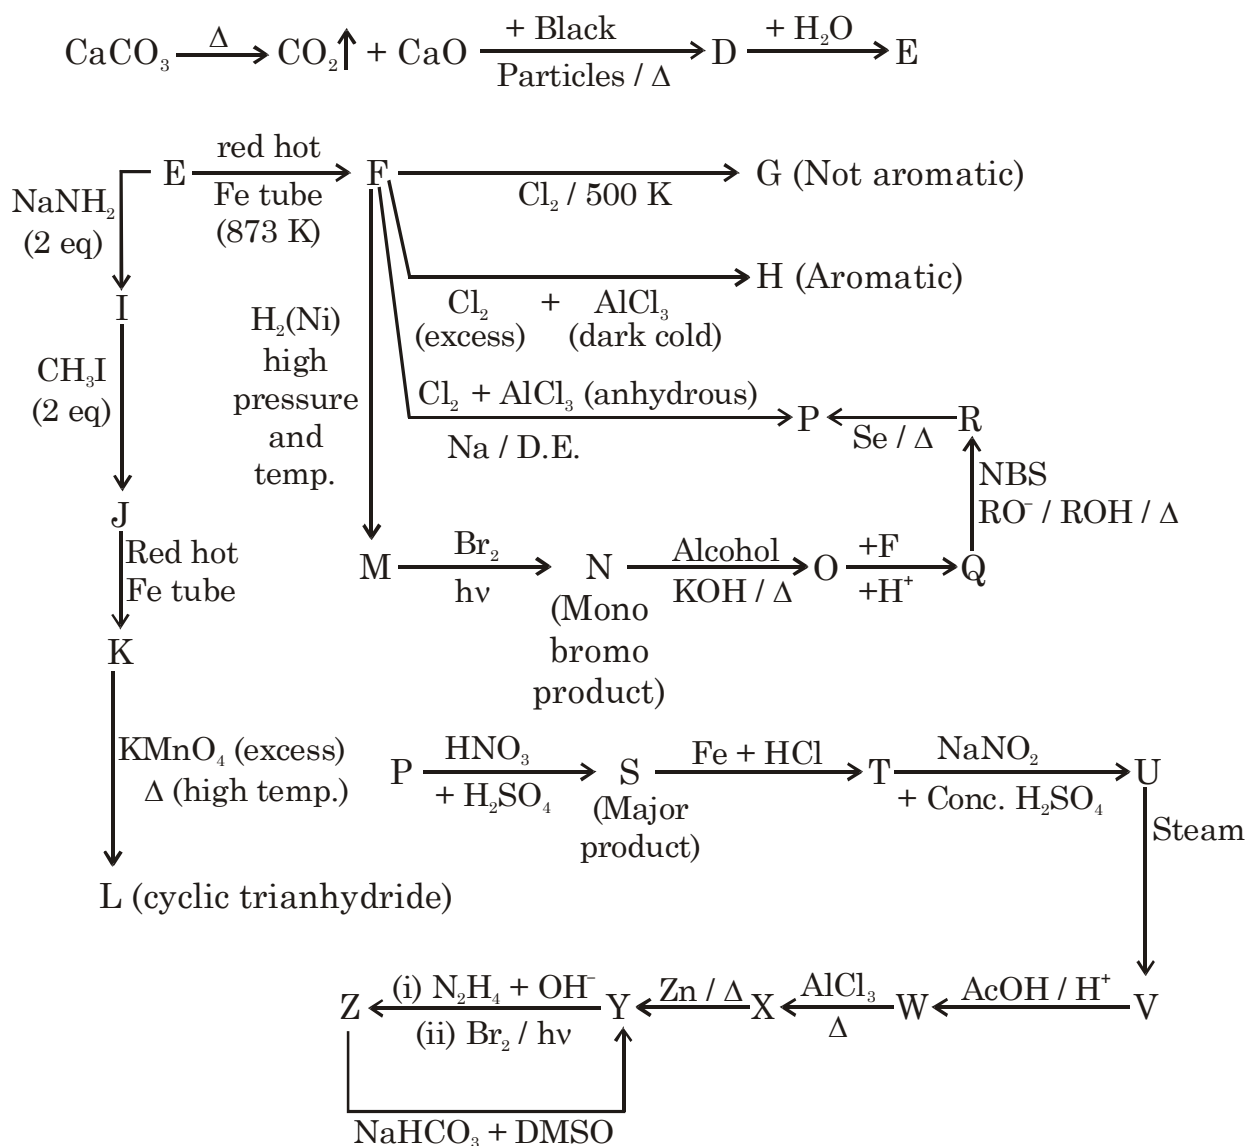 CaCO₃ Δ CO₂ + CaO + Black Particles / Δ D + H₂O E
E red hot Fe tube (873 K) F Cl₂ / 500 K G (Not aromatic)
NaNH₂
(2 eq)
I
Cl₂ (excess) + AlCl₃ (dark cold) H (Aromatic)
H₂(Ni)
high
pressure
and
temp.
CH₃I
(2 eq)
Cl₂ + AlCl₃ (anhydrous)
Na / D.E.
P Se / Δ R
NBS
RO⁻ / ROH / Δ
J
Red hot
Fe tube
M Br₂ hν N Alcohol KOH / Δ O +F +H⁺ Q
(Mono
bromo
product)
K
KMnO₄ (excess)
Δ (high temp.)
P HNO₃ + H₂SO₄ S Fe + HCl T NaNO₂ + Conc. H₂SO₄ U
(Major
product)
Steam
L (cyclic trianhydride)
Z (i) N₂H₄ + OH⁻ (ii) Br₂ / hν Y Zn / Δ X AlCl₃ Δ W AcOH / H⁺ V
NaHCO₃ + DMSO